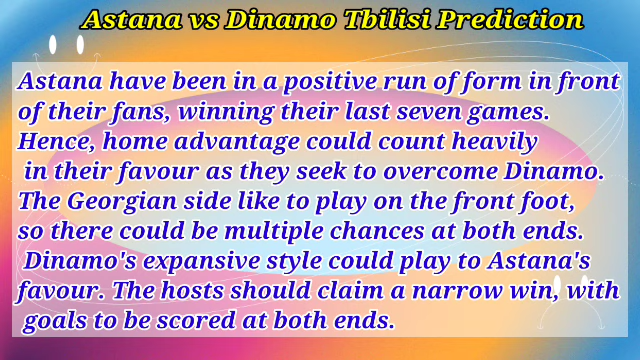 Astana vs Dinamo Tbilisi Prediction
Astana have been in a positive run of form in front
of their fans, winning their last seven games.
Hence, home advantage could count heavily
in their favour as they seek to overcome Dinamo.
The Georgian side like to play on the front foot,
so there could be multiple chances at both ends.
Dinamo's expansive style could play to Astana's
favour. The hosts should claim a narrow win, with
goals to be scored at both ends.